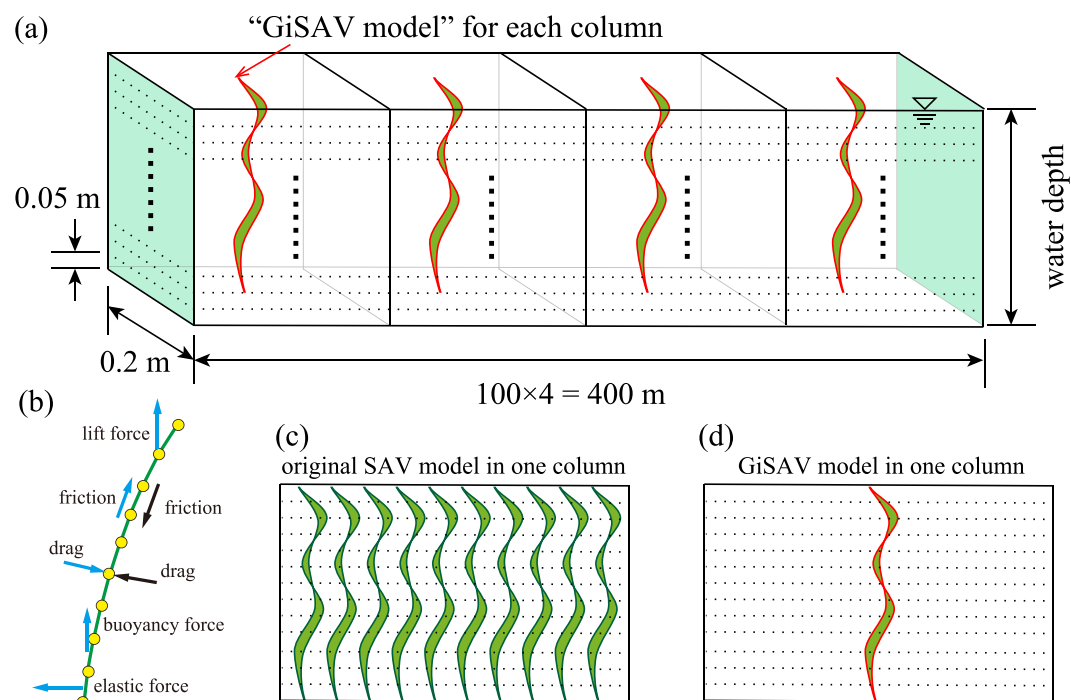 (a)
“GiSAV model” for each column
0.05 m
0.2 m
100×4 = 400 m
water depth
(b)
lift force
friction
friction
drag
drag
buoyancy force
elastic force
(c)
original SAV model in one column
(d)
GiSAV model in one column